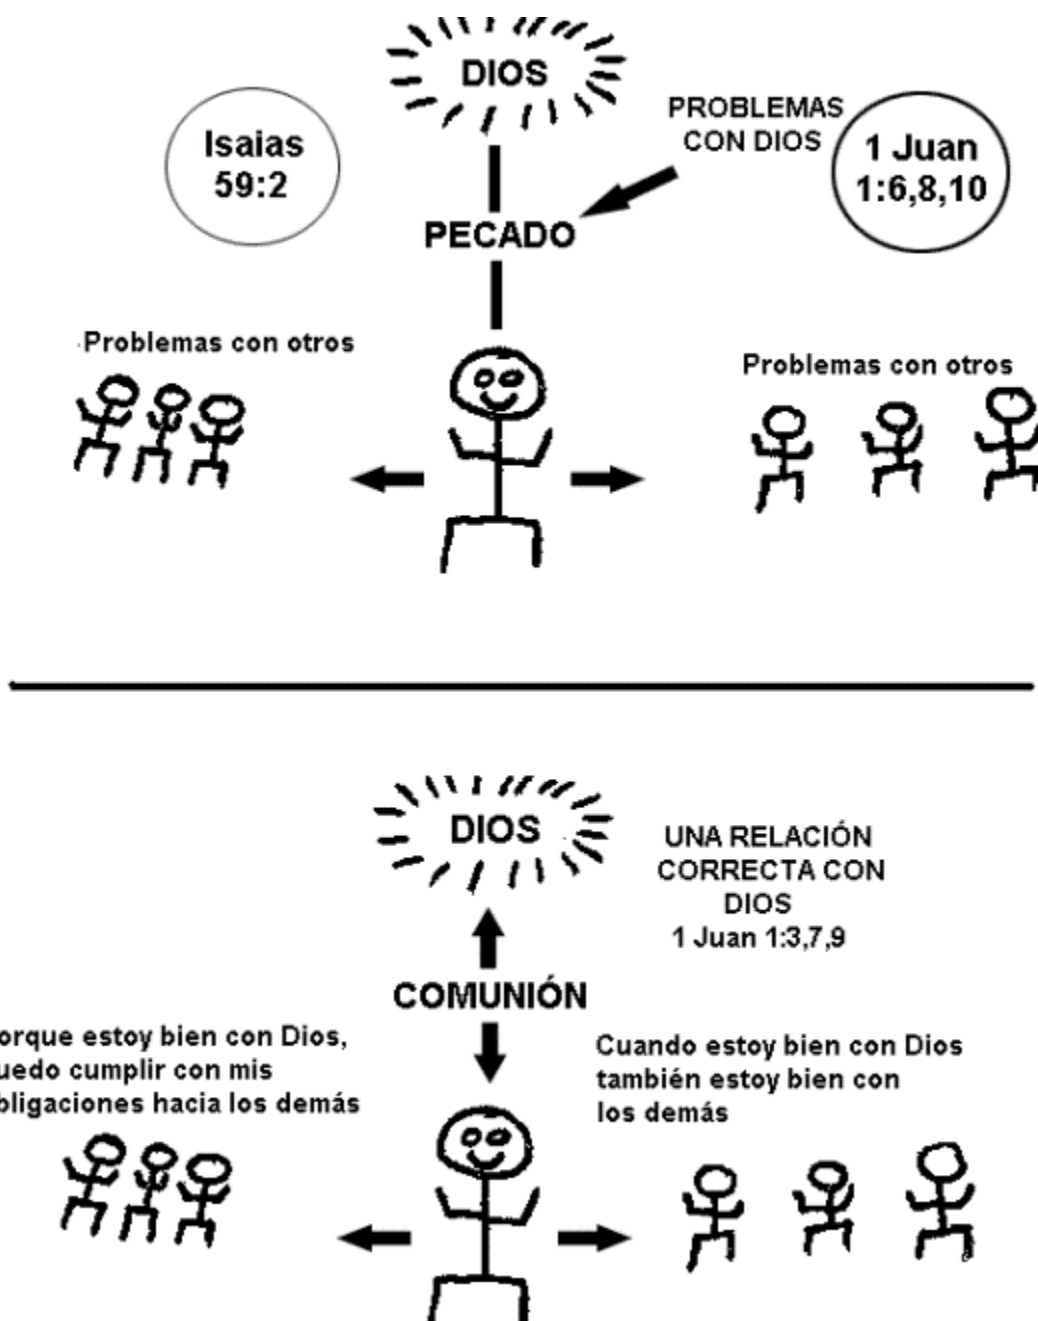 DIOS
PROBLEMAS
CON DIOS
Isaias
59:2
1 Juan
1:6,8,10
PECADO
Problemas con otros
Problemas con otros
DIOS
UNA RELACIÓN
CORRECTA CON
DIOS
1 Juan 1:3,7,9
COMUNIÓN
orque estoy bien con Dios,
uedo cumplir con mis
bligaciones hacia los demás
Cuando estoy bien con Dios
también estoy bien con
los demás